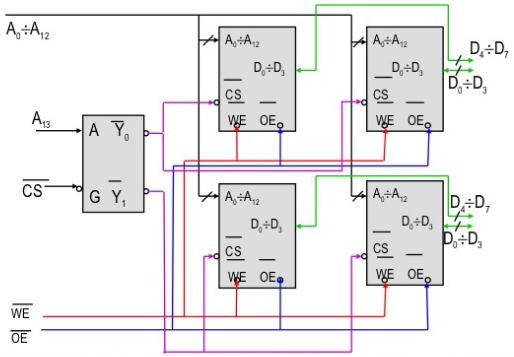 A₀÷A₁₂
A₀÷A₁₂
D₀÷D₃
CS
WE OE
A₀÷A₁₂
D₀÷D₃
CS
WE OE
D₄÷D₇
D₀÷D₃
A₁₃
A Y₀
CS
G Y₁
A₀÷A₁₂
D₀÷D₃
CS
WE OE
A₀÷A₁₂
D₀÷D₃
CS
WE OE
D₄÷D₇
D₀÷D₃
WE
OE